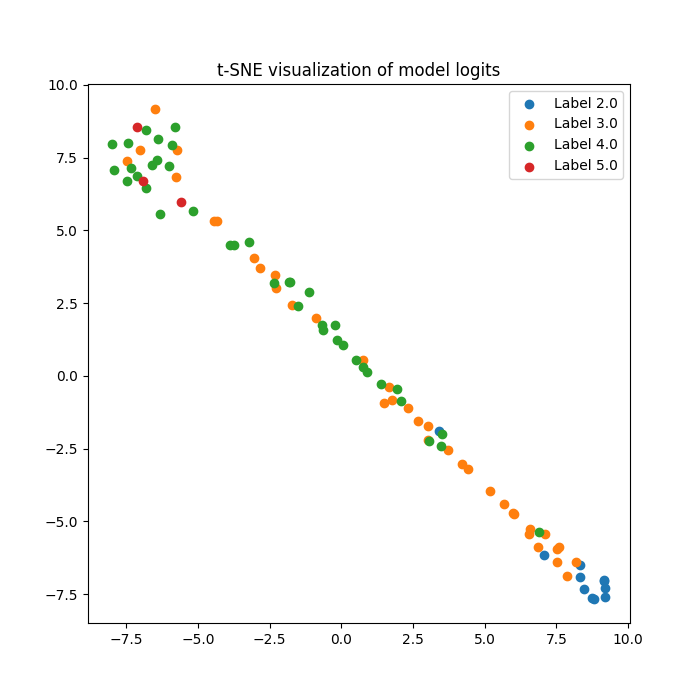 t-SNE visualization of model logits
Label 2.0
Label 3.0
Label 4.0
Label 5.0
10.0
7.5
5.0
2.5
0.0
−2.5
−5.0
−7.5
−7.5 −5.0 −2.5 0.0 2.5 5.0 7.5 10.0